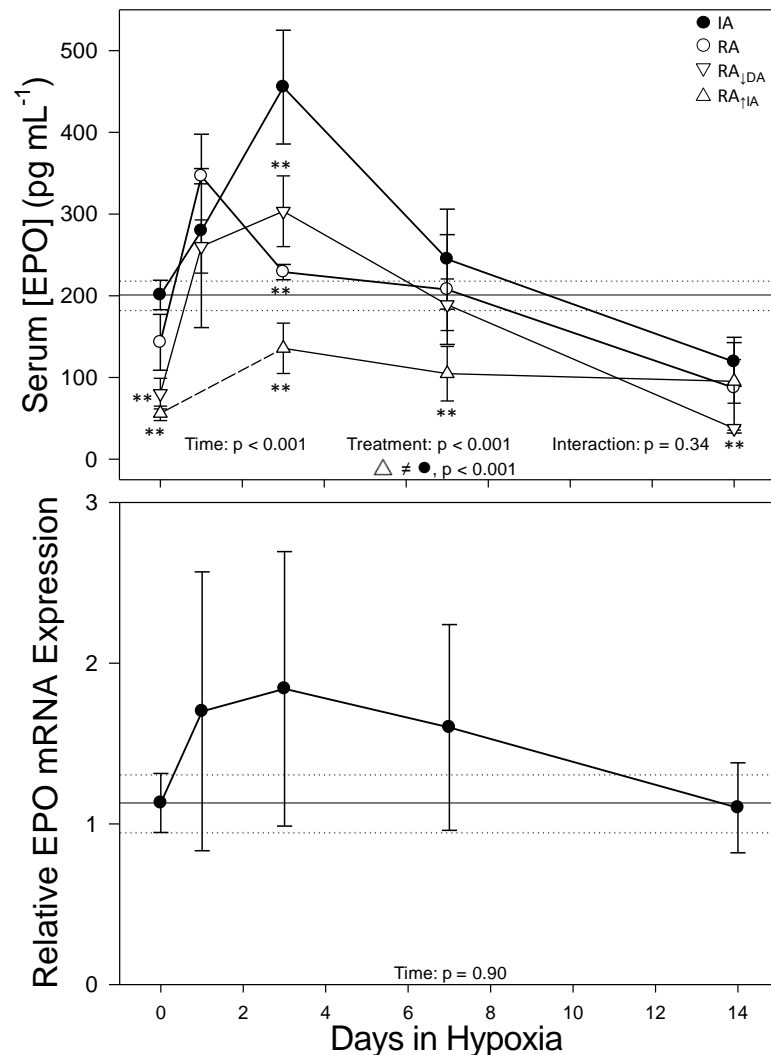 500
400
300
200
100
0
Serum [EPO] (pg mL⁻¹)
● IA
○ RA
▽ RA↓DA
△ RA↑IA
**
**
**
**
**
**
**
Time: p < 0.001 Treatment: p < 0.001 Interaction: p = 0.34
△ ≠ ●, p < 0.001
3
2
1
0
Relative EPO mRNA Expression
Time: p = 0.90
0 2 4 6 8 10 12 14
Days in Hypoxia